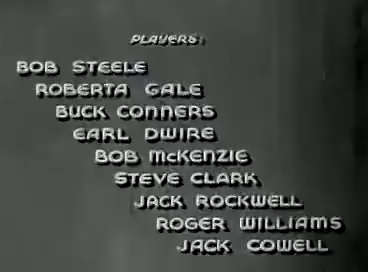 PLAYERS:
BOB STEELE
ROBERTA GALE
BUCK CONNERS
EARL DWIRE
BOB McKENZIE
STEVE CLARK
JACK ROCKWELL
ROGER WILLIAMS
JACK COWELL